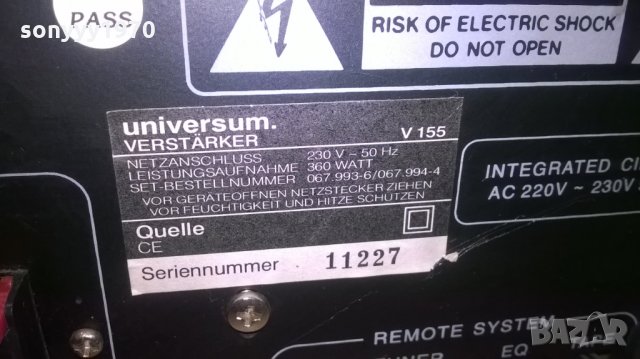 sonyyy1970
PASS
RISK OF ELECTRIC SHOCK
DO NOT OPEN
universum.
VERSTÄRKER V 155
NETZANSCHLUSS 230 V ~ 50 Hz
LEISTUNGSAUFNAHME 360 WATT
SET-BESTELLNUMMER 067.993-6/067.994-4
VOR GERÄTEÖFFNEN NETZSTECKER ZIEHEN
VOR FEUCHTIGKEIT UND HITZE SCHÜTZEN
Quelle
CE
Seriennummer 11227
INTEGRATED
AC 220V ~ 230V
REMOTE SYSTEM
EQ TAPE
BAZAR